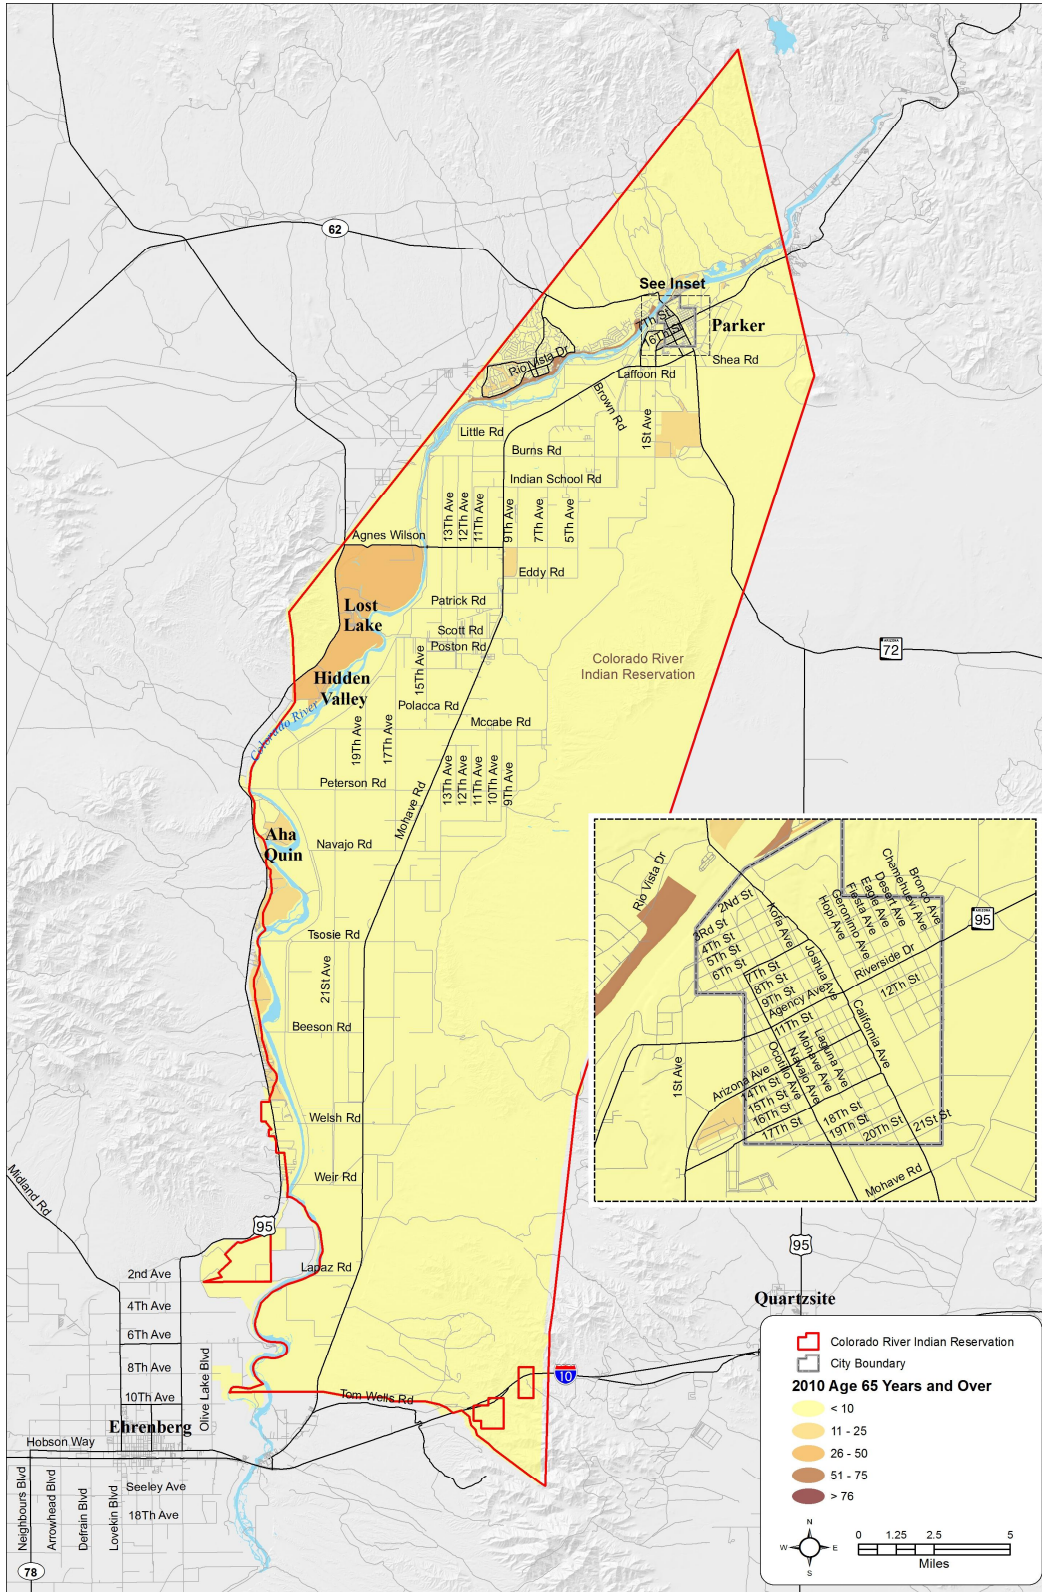 62
See Inset
7Th St
16Th St
Parker
Rio Vista Dr
Shea Rd
Laffoon Rd
Brown Rd
1St Ave
Little Rd
Burns Rd
Indian School Rd
13Th Ave
12Th Ave
11Th Ave
9Th Ave
7Th Ave
5Th Ave
Agnes Wilson
Eddy Rd
Lost
Lake
Patrick Rd
Scott Rd
Poston Rd
ARIZONA
72
Colorado River
Indian Reservation
15Th Ave
Hidden
Valley
Polacca Rd
Mccabe Rd
Colorado River
19Th Ave
17Th Ave
13Th Ave
12Th Ave
11Th Ave
10Th Ave
9Th Ave
Peterson Rd
Mohave Rd
Aha
Quin
Navajo Rd
Tsosie Rd
21St Ave
Beeson Rd
Welsh Rd
Weir Rd
Midland Rd
95
Lapaz Rd
2nd Ave
4Th Ave
6Th Ave
8Th Ave
10Th Ave
Olive Lake Blvd
Tom Wells Rd
10
95
Quartzsite
Ehrenberg
Hobson Way
Seeley Ave
18Th Ave
Neighbours Blvd
Arrowhead Blvd
Defrain Blvd
Lovekin Blvd
78
Rio Vista Dr
2Nd St
3Rd St
4Th St
5Th St
6Th St
Kofa Ave
7Th St
8Th St
9Th St
Agency Ave
11Th St
Joshua Ave
Hopi Ave
Geronimo Ave
Fiesta Ave
Eagle Ave
Desert Ave
Chamehuevi Ave
Bronco Ave
ARIZONA
95
Riverside Dr
12Th St
California Ave
Laguna Ave
Mohave Ave
Navajo Ave
Ocotillo Ave
1St Ave
Arizona Ave
14Th St
15Th St
16Th St
17Th St
18Th St
19Th St
20Th St
21St St
Mohave Rd
Colorado River Indian Reservation
City Boundary
2010 Age 65 Years and Over
< 10
11 - 25
26 - 50
51 - 75
> 76
N
W
E
S
0
1.25
2.5
5
Miles